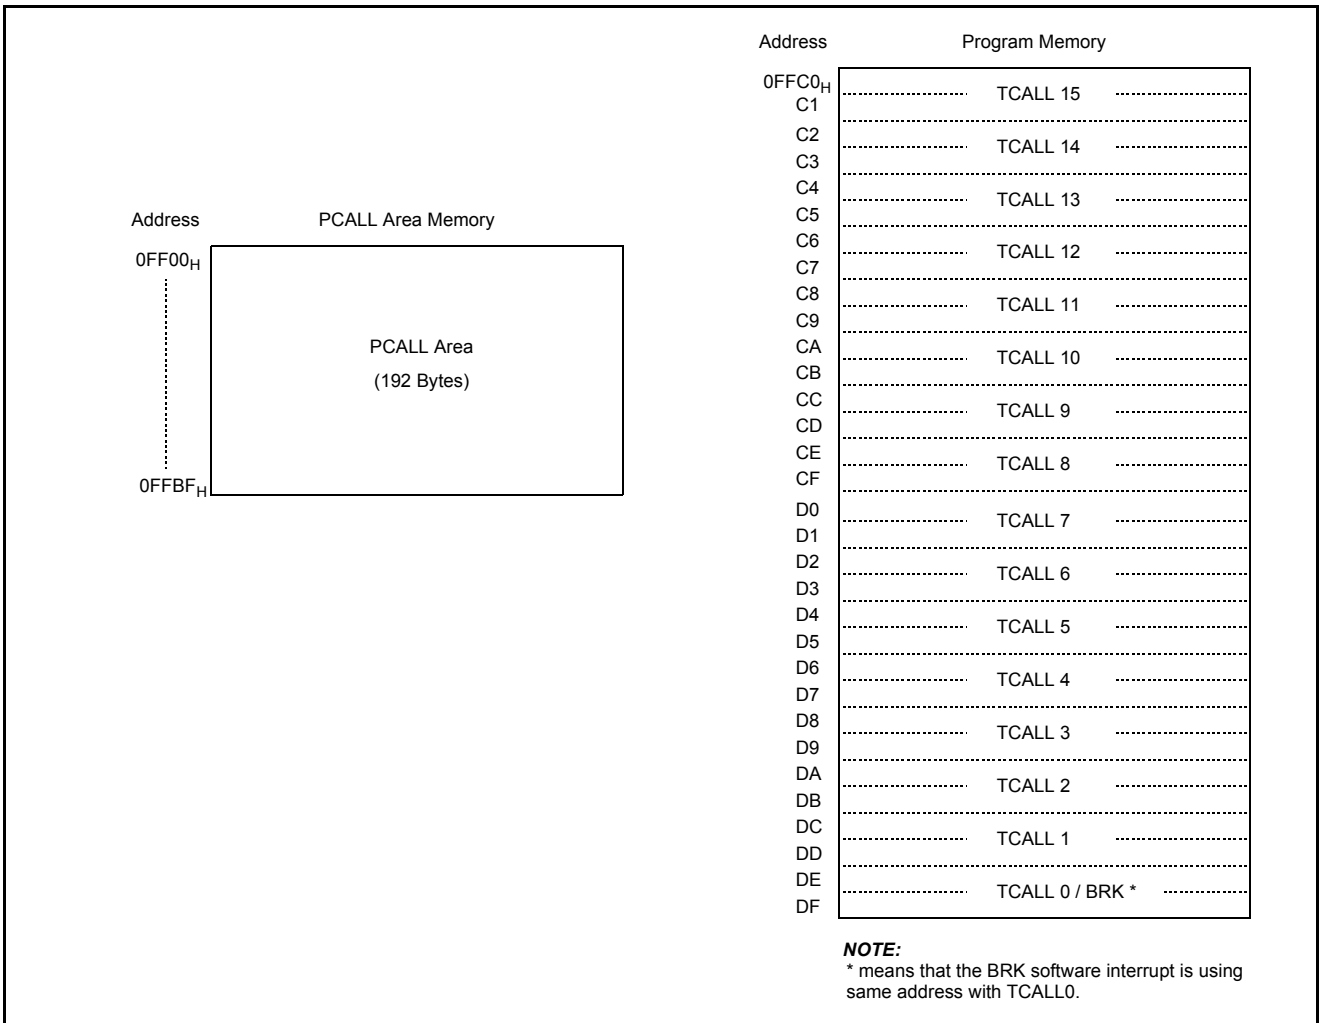 Address Program Memory
0FFC0H
C1
TCALL 15
C2
C3
TCALL 14
C4
C5
TCALL 13
C6
C7
TCALL 12
C8
C9
TCALL 11
CA
CB
TCALL 10
CC
CD
TCALL 9
CE
CF
TCALL 8
D0
D1
TCALL 7
D2
D3
TCALL 6
D4
D5
TCALL 5
D6
D7
TCALL 4
D8
D9
TCALL 3
DA
DB
TCALL 2
DC
DD
TCALL 1
DE
DF
TCALL 0 / BRK *
NOTE:
* means that the BRK software interrupt is using
same address with TCALL0.
Address PCALL Area Memory
0FF00H
PCALL Area
(192 Bytes)
0FFBFH